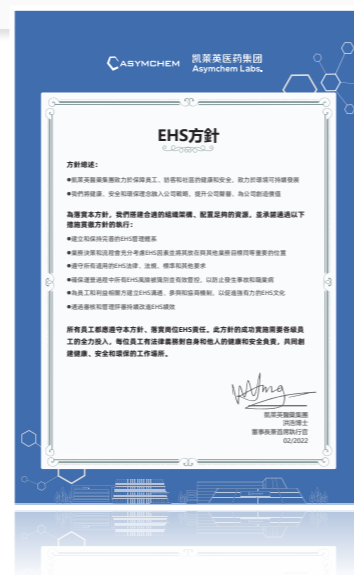 ASYMCHEM 凯莱英医药集团
Asymchem Labs.
EHS方針
方針總述：
●凱萊英醫藥集團致力於保障員工、訪客和社區的健康和安全，致力於環境可持續發展
●我們將健康、安全和環保理念融入公司戰略，提升公司聲譽，為公司創造價值
為落實本方針，我們搭建合適的組織架構、配置足夠的資源，並承諾通過以下
措施貫徹方針的執行：
●建立和保持完善的EHS管理體系
●業務決策和流程會充分考慮EHS因素並將其放在與其他業務目標同等重要的位置
●遵守所有適用的EHS法律、法規、標準和其他要求
●確保運營過程中所有EHS風險被識別並有效管控，以防止發生事故和職業病
●為員工和利益相關方建立EHS溝通、參與和協商機制，以促進強有力的EHS文化
●通過審核和管理評審持續改進EHS績效
所有員工都應遵守本方針、落實崗位EHS責任。此方針的成功實施需要各級員
工的全力投入，每位員工有法律義務對自身和他人的健康和安全負責，共同創
建健康、安全和環保的工作場所。
凱萊英醫藥集團
洪浩博士
董事長兼首席執行官
02/2022